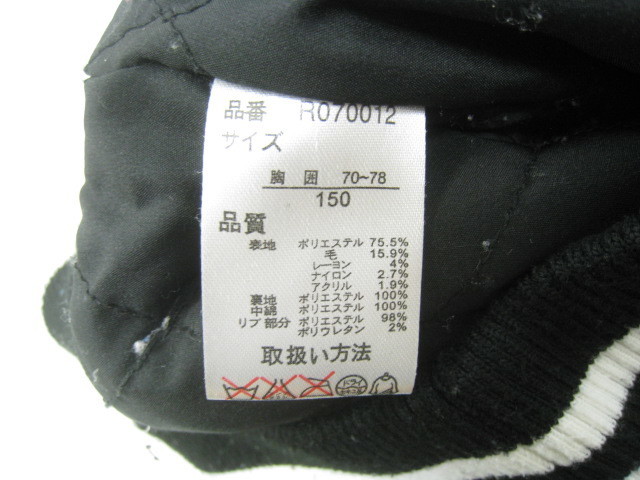 品番 R070012
サイズ
胸囲 70~78
150
品質
表地 ポリエステル 75.5%
毛 15.9%
レーヨン 4%
ナイロン 2.7%
アクリル 1.9%
裏地 ポリエステル 100%
中綿 ポリエステル 100%
リブ部分 ポリエステル 98%
ポリウレタン 2%
取扱い方法
ドライ